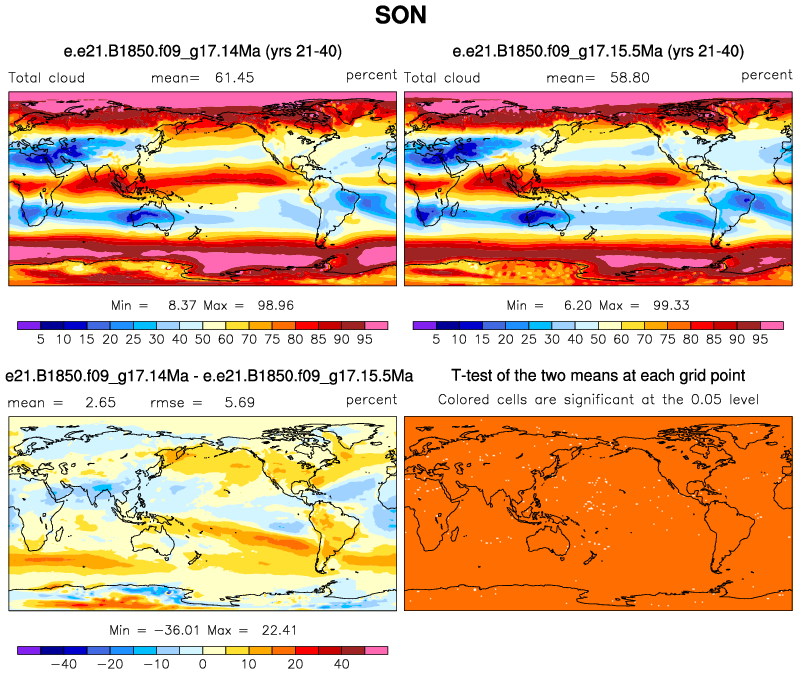 SON
e.e21.B1850.f09_g17.14Ma (yrs 21-40)
Total cloud mean= 61.45 percent
Min = 8.37 Max = 98.96
5 10 15 20 25 30 40 50 60 70 75 80 85 90 95
e.e21.B1850.f09_g17.15.5Ma (yrs 21-40)
Total cloud mean= 58.80 percent
Min = 6.20 Max = 99.33
5 10 15 20 25 30 40 50 60 70 75 80 85 90 95
e21.B1850.f09_g17.14Ma - e.e21.B1850.f09_g17.15.5Ma
mean = 2.65 rmse = 5.69 percent
Min = -36.01 Max = 22.41
-40 -20 -10 0 10 20 40
T-test of the two means at each grid point
Colored cells are significant at the 0.05 level